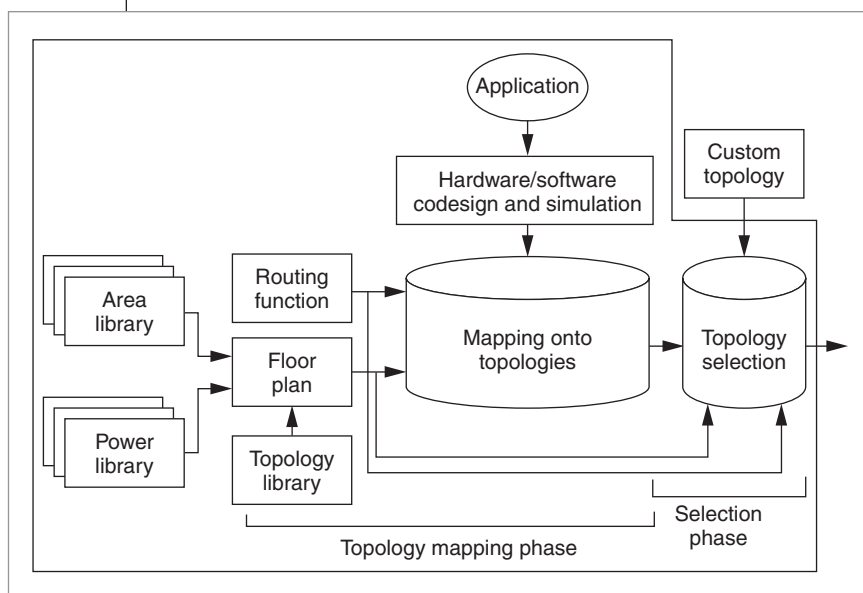 Application
Hardware/software
codesign and simulation
Custom
topology
Area
library
Routing
function
Mapping onto
topologies
Topology
selection
Floor
plan
Power
library
Topology
library
Topology mapping phase
Selection
phase